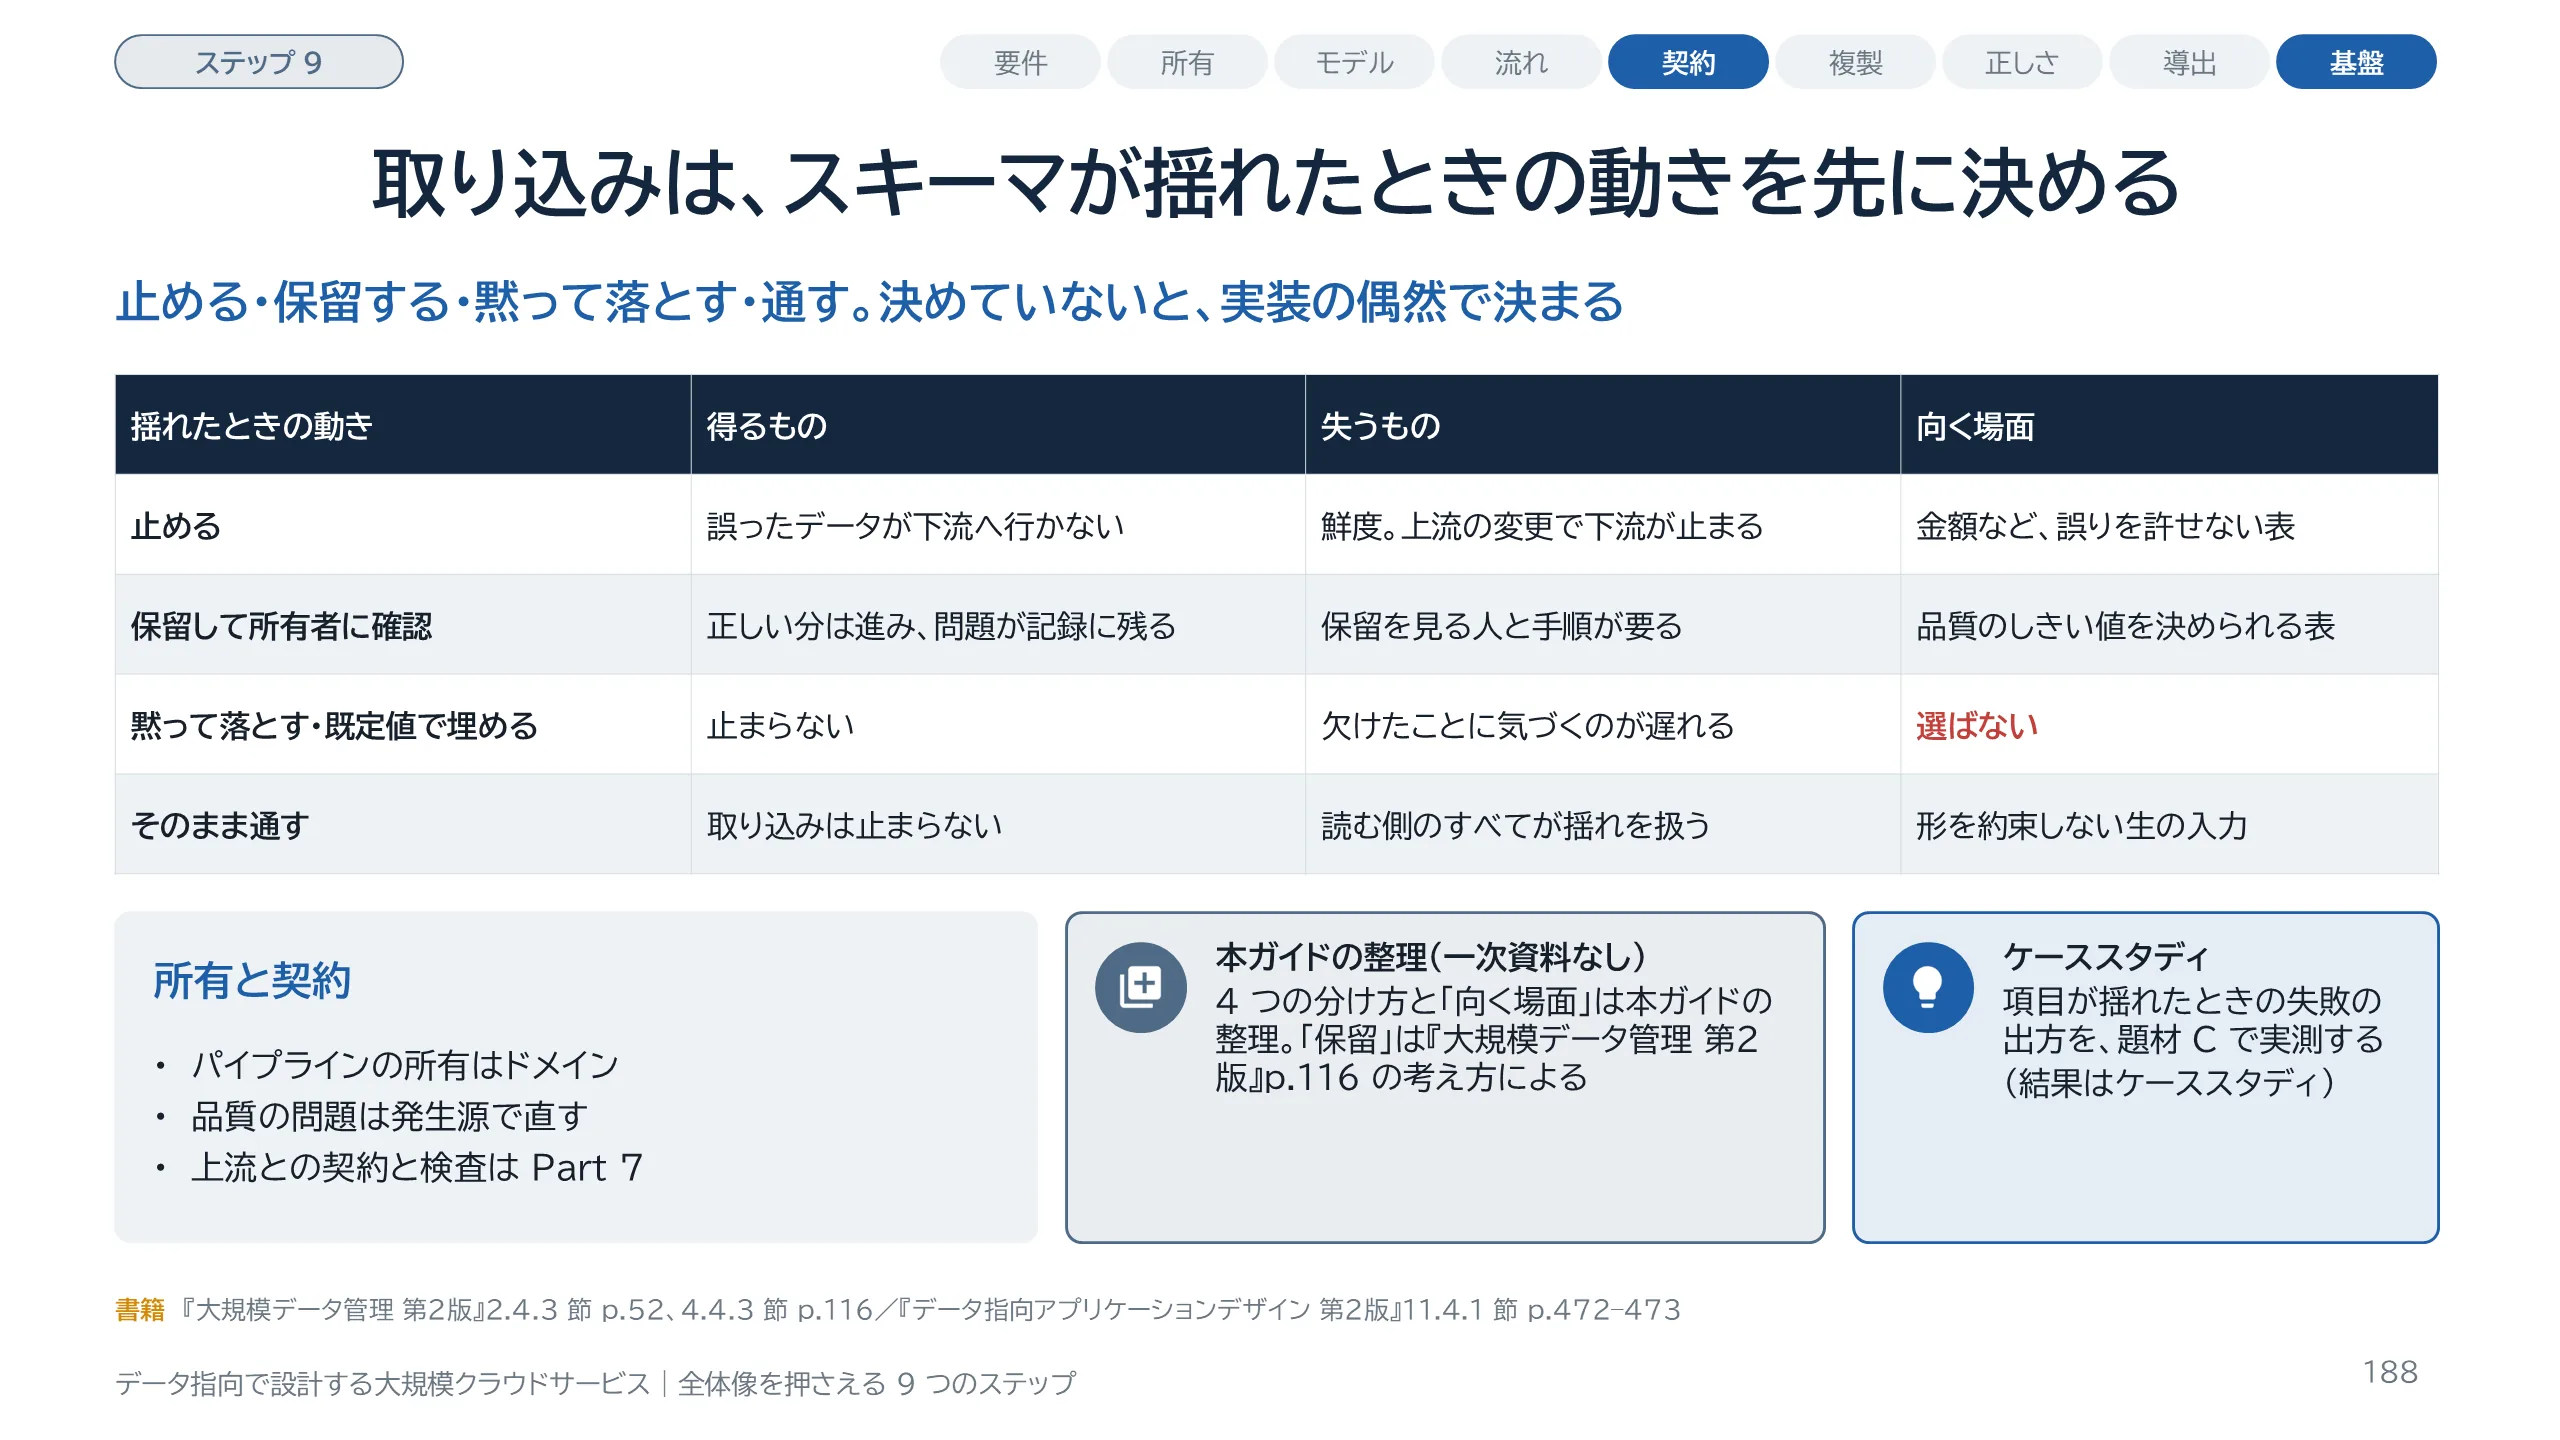 ステップ 9
要件
所有
モデル
流れ
契約
複製
正しさ
導出
基盤
取り込みは、スキーマが揺れたときの動きを先に決める
止める・保留する・黙って落とす・通す。決めていないと、実装の偶然で決まる
揺れたときの動き
得るもの
失うもの
向く場面
止める
誤ったデータが下流へ行かない
鮮度。上流の変更で下流が止まる
金額など、誤りを許せない表
保留して所有者に確認
正しい分は進み、問題が記録に残る
保留を見る人と手順が要る
品質のしきい値を決められる表
黙って落とす・既定値で埋める
止まらない
欠けたことに気づくのが遅れる
選ばない
そのまま通す
取り込みは止まらない
読む側のすべてが揺れを扱う
形を約束しない生の入力
所有と契約
• パイプラインの所有はドメイン
• 品質の問題は発生源で直す
• 上流との契約と検査は Part 7
本ガイドの整理（一次資料なし）
4 つの分け方と「向く場面」は本ガイドの
整理。「保留」は『大規模データ管理 第2
版』p.116 の考え方による
ケーススタディ
項目が揺れたときの失敗の
出方を、題材 C で実測する
（結果はケーススタディ）
書籍 『大規模データ管理 第2版』2.4.3 節 p.52、4.4.3 節 p.116／『データ指向アプリケーションデザイン 第2版』11.4.1 節 p.472–473
データ指向で設計する大規模クラウドサービス｜全体像を押さえる 9 つのステップ
188